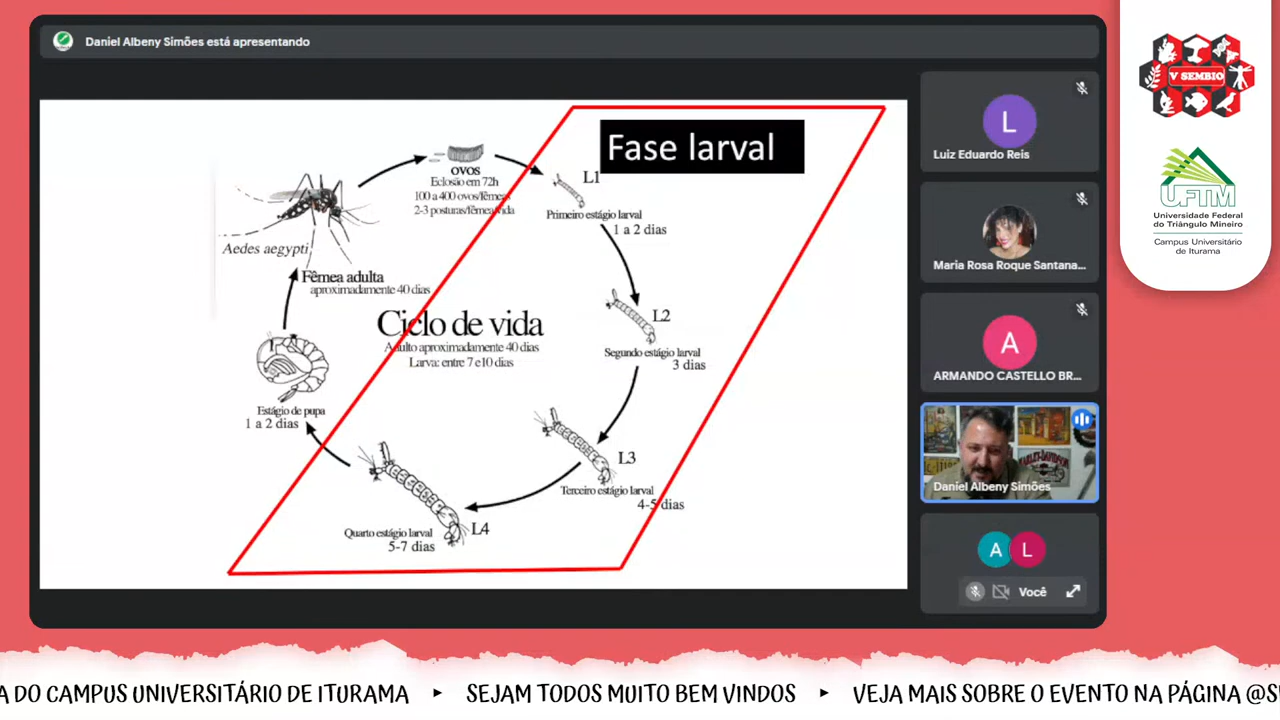 Daniel Albeny Simões está apresentando
Fase larval
ovos
Eclosão em 72h
100 a 400 ovos/fêmea
2-3 posturas/fêmea/vida
L1
Primeiro estágio larval
1 a 2 dias
Aedes aegypti
Fêmea adulta
aproximadamente 40 dias
Ciclo de vida
Adulto aproximadamente 40 dias
Larva: entre 7 e 10 dias
L2
Segundo estágio larval
3 dias
Estágio de pupa
1 a 2 dias
L3
Terceiro estágio larval
4-5 dias
L4
Quarto estágio larval
5-7 dias
L
Luiz Eduardo Reis
Maria Rosa Roque Santana...
A
ARMANDO CASTELLO BR...
HARLEY-DAVIDSON
Daniel Albeny Simões
A L
Você
V SEMBIO
UFTM
Universidade Federal
do Triângulo Mineiro
Campus Universitário
de Iturama
A DO CAMPUS UNIVERSITÁRIO DE ITURAMA ‣ SEJAM TODOS MUITO BEM VINDOS ‣ VEJA MAIS SOBRE O EVENTO NA PÁGINA @S